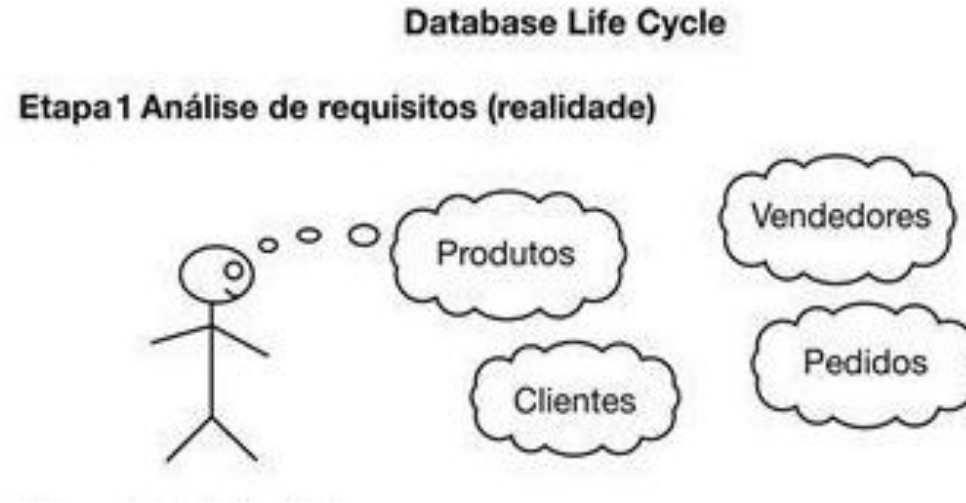 Database Life Cycle
Etapa 1 Análise de requisitos (realidade)
Vendedores
Produtos
Pedidos
Clientes